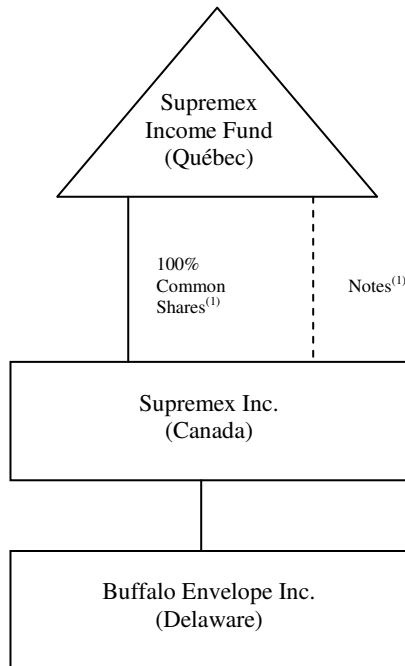 Supremex
Income Fund
(Québec)
100%
Common
Shares(1)
Notes(1)
Supremex Inc.
(Canada)
Buffalo Envelope Inc.
(Delaware)